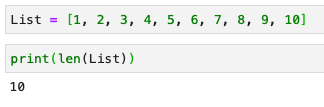 List = [1, 2, 3, 4, 5, 6, 7, 8, 9, 10]
print(len(List))
10